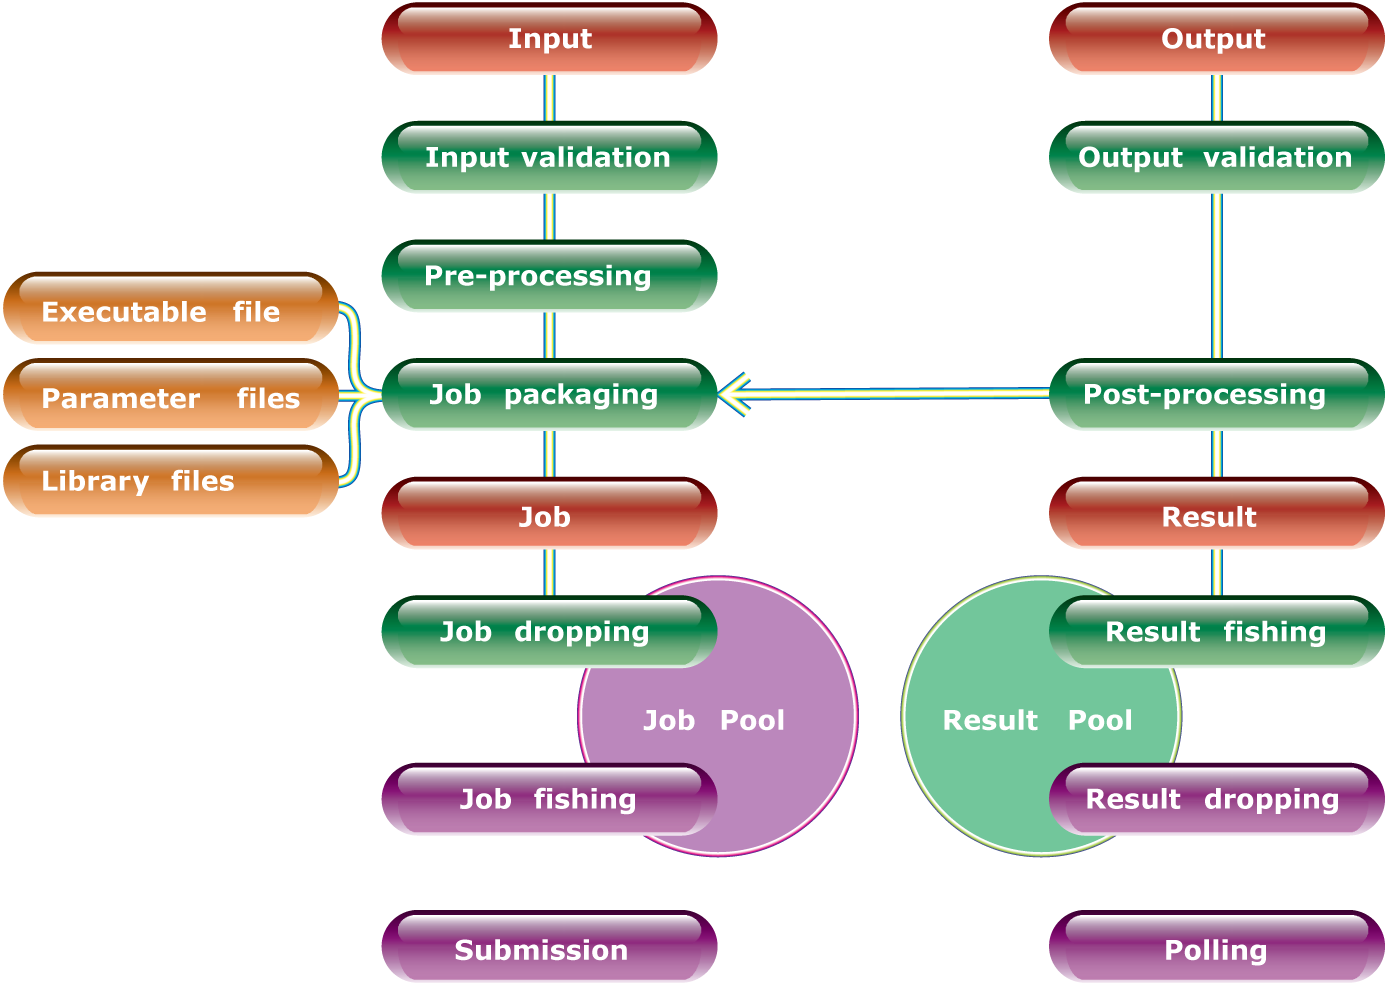 Input
Output
Input validation
Output validation
Pre-processing
Executable file
Parameter files
Job packaging
Post-processing
Library files
Job
Result
Job dropping
Result fishing
Job Pool
Result Pool
Job fishing
Result dropping
Submission
Polling